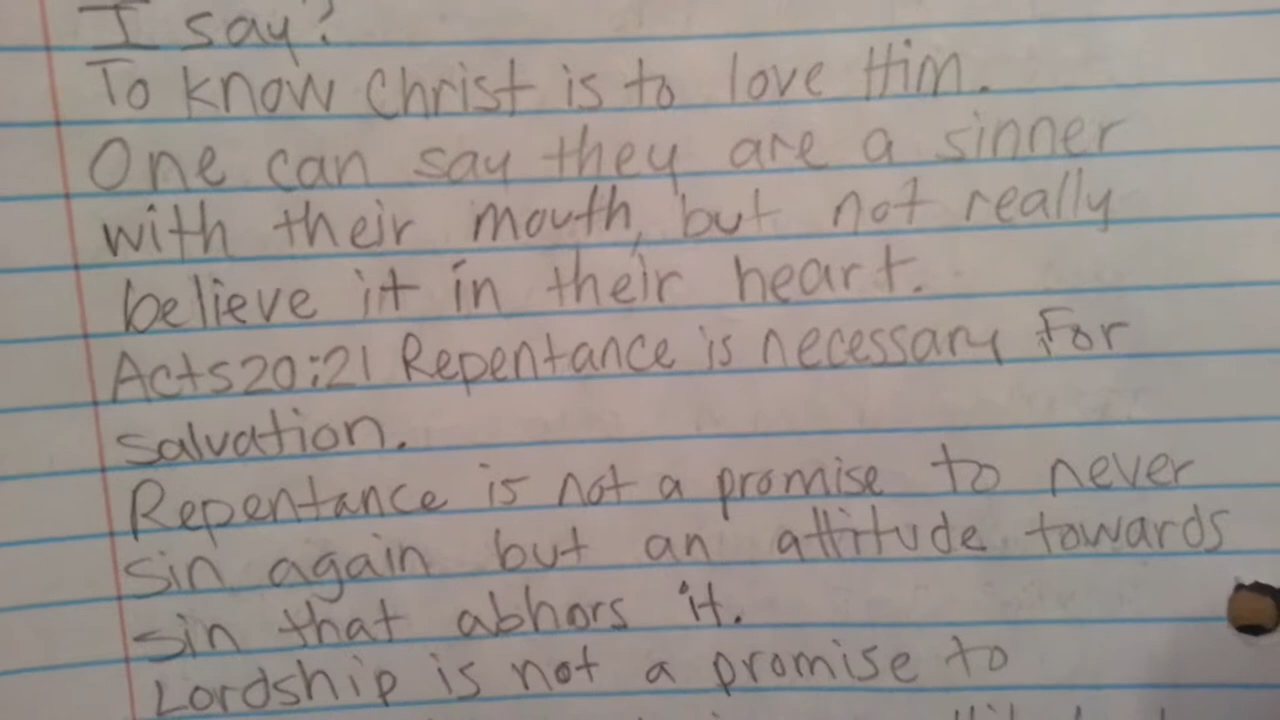 I say?
To know Christ is to love Him.
One can say they are a sinner
with their mouth, but not really
believe it in their heart.
Acts 20:21 Repentance is necessary For
salvation.
Repentance is not a promise to never
sin again but an attitude towards
sin that abhors it.
Lordship is not a promise to